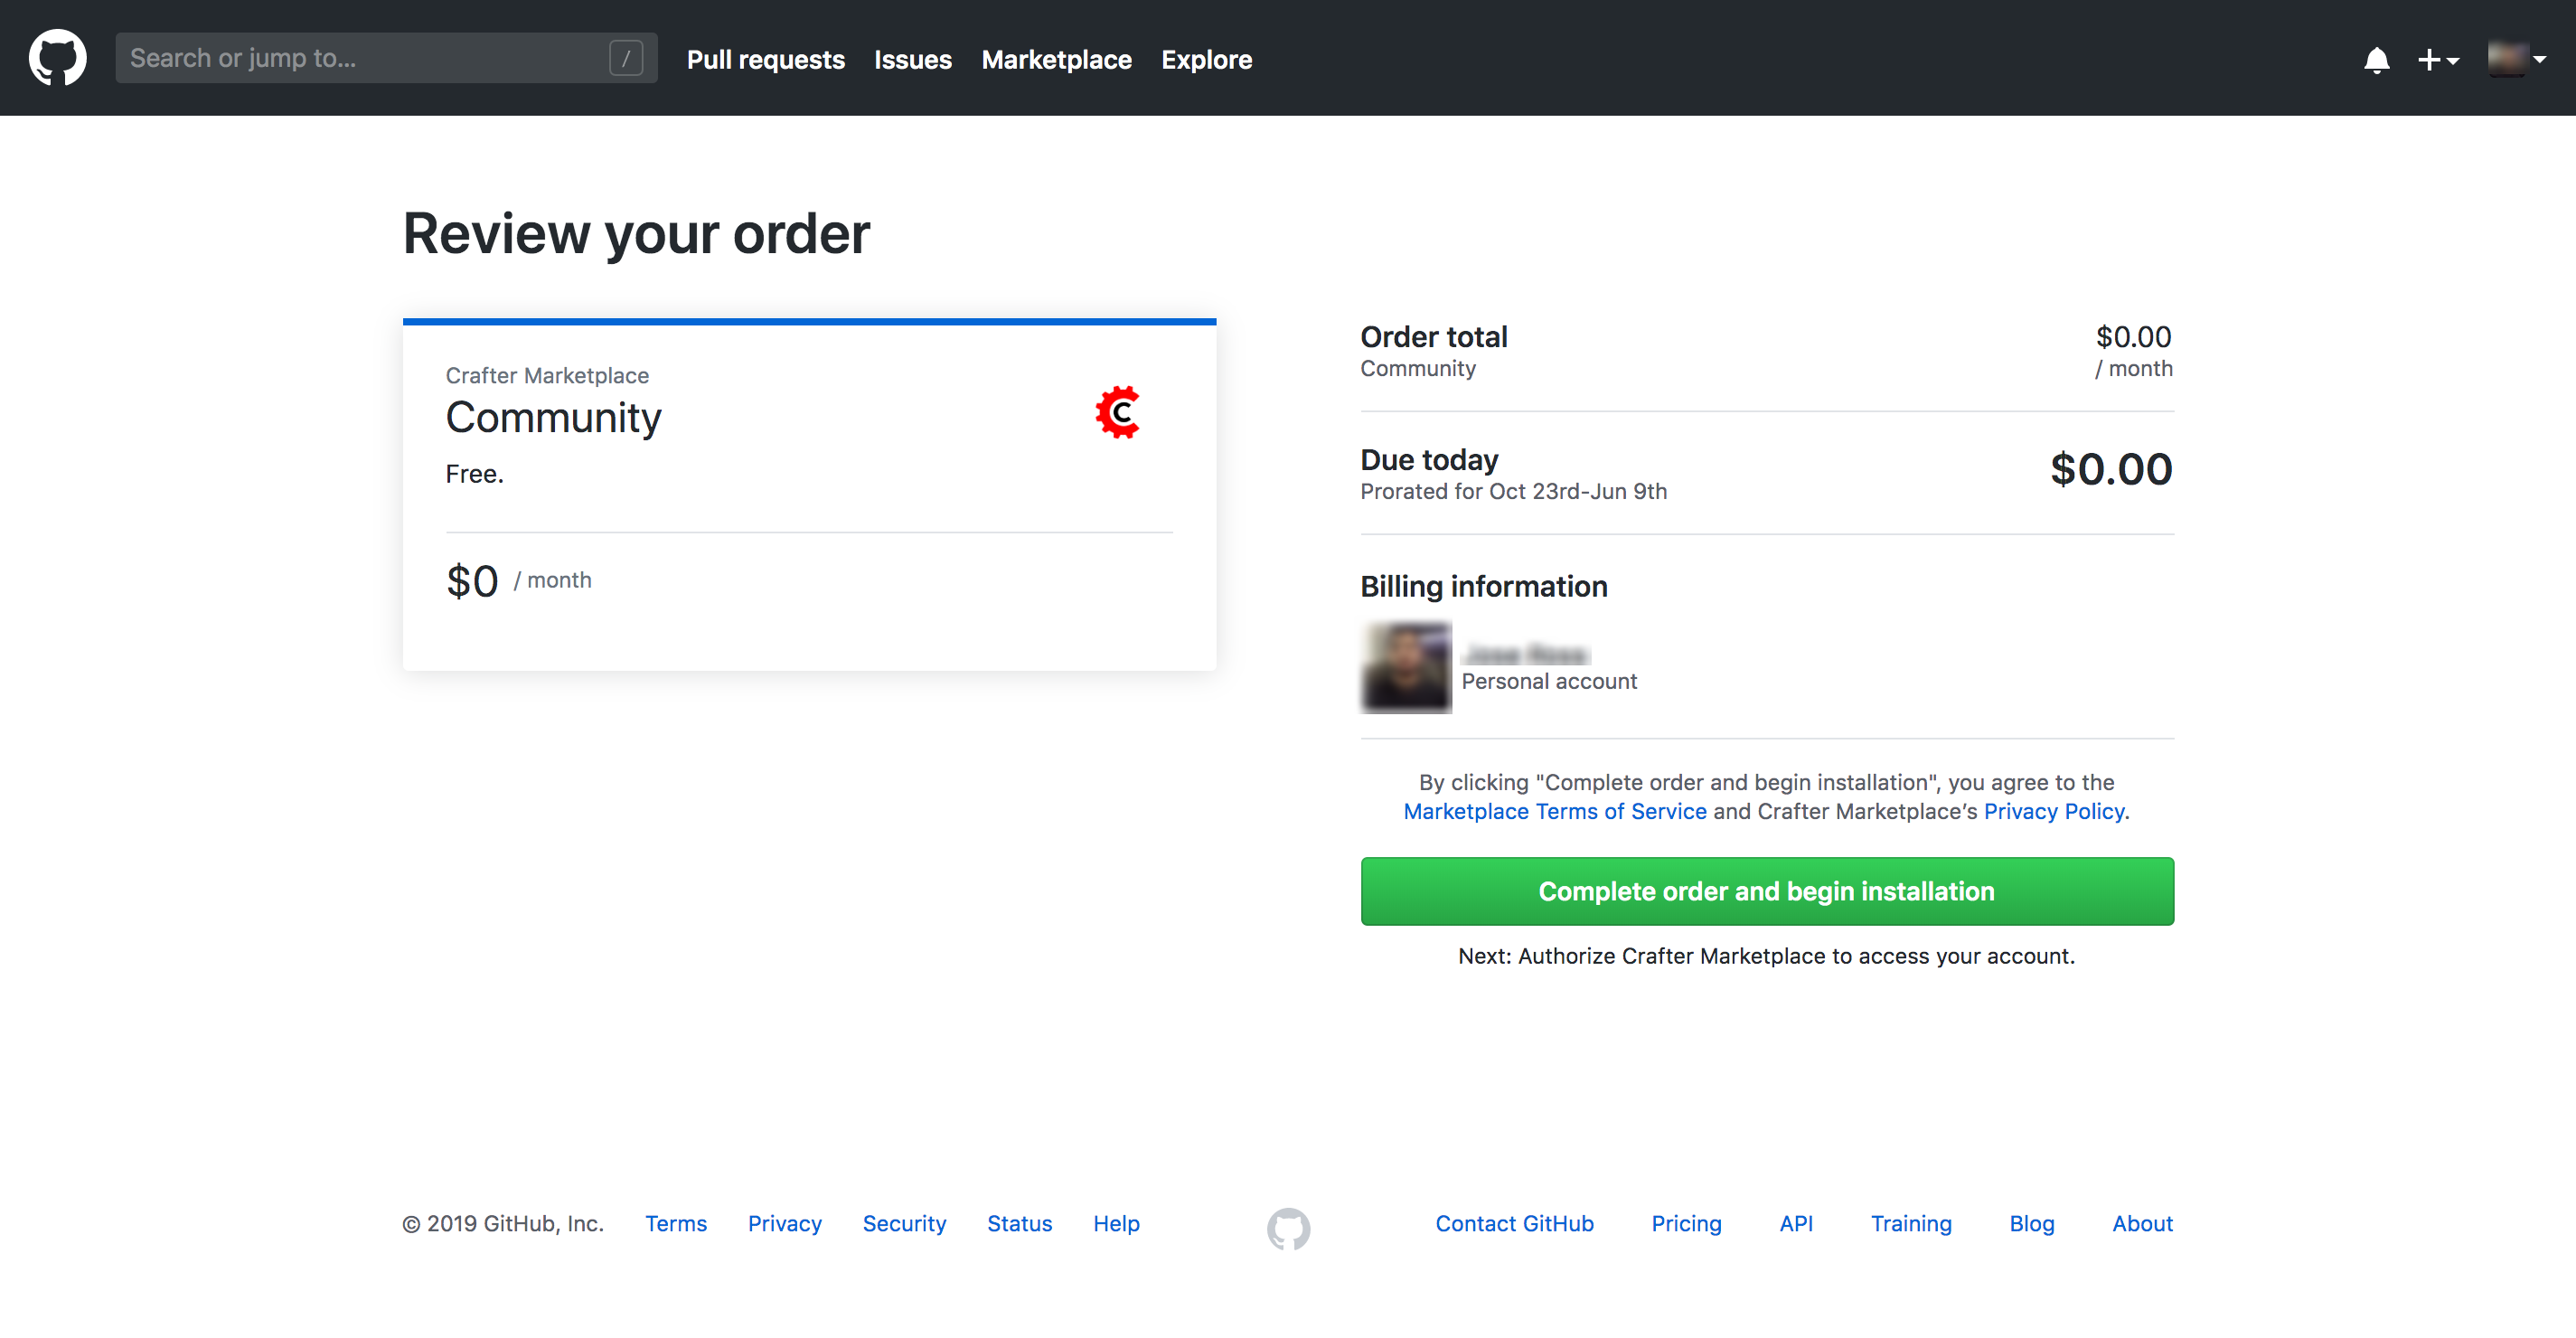 Search or jump to... /
Pull requests Issues Marketplace Explore
Review your order
Crafter Marketplace
Community
Free.
$0 / month
C
Order total $0.00
Community / month
Due today $0.00
Prorated for Oct 23rd-Jun 9th
Billing information
Personal account
By clicking "Complete order and begin installation", you agree to the
Marketplace Terms of Service and Crafter Marketplace’s Privacy Policy.
Complete order and begin installation
Next: Authorize Crafter Marketplace to access your account.
© 2019 GitHub, Inc. Terms Privacy Security Status Help Contact GitHub Pricing API Training Blog About